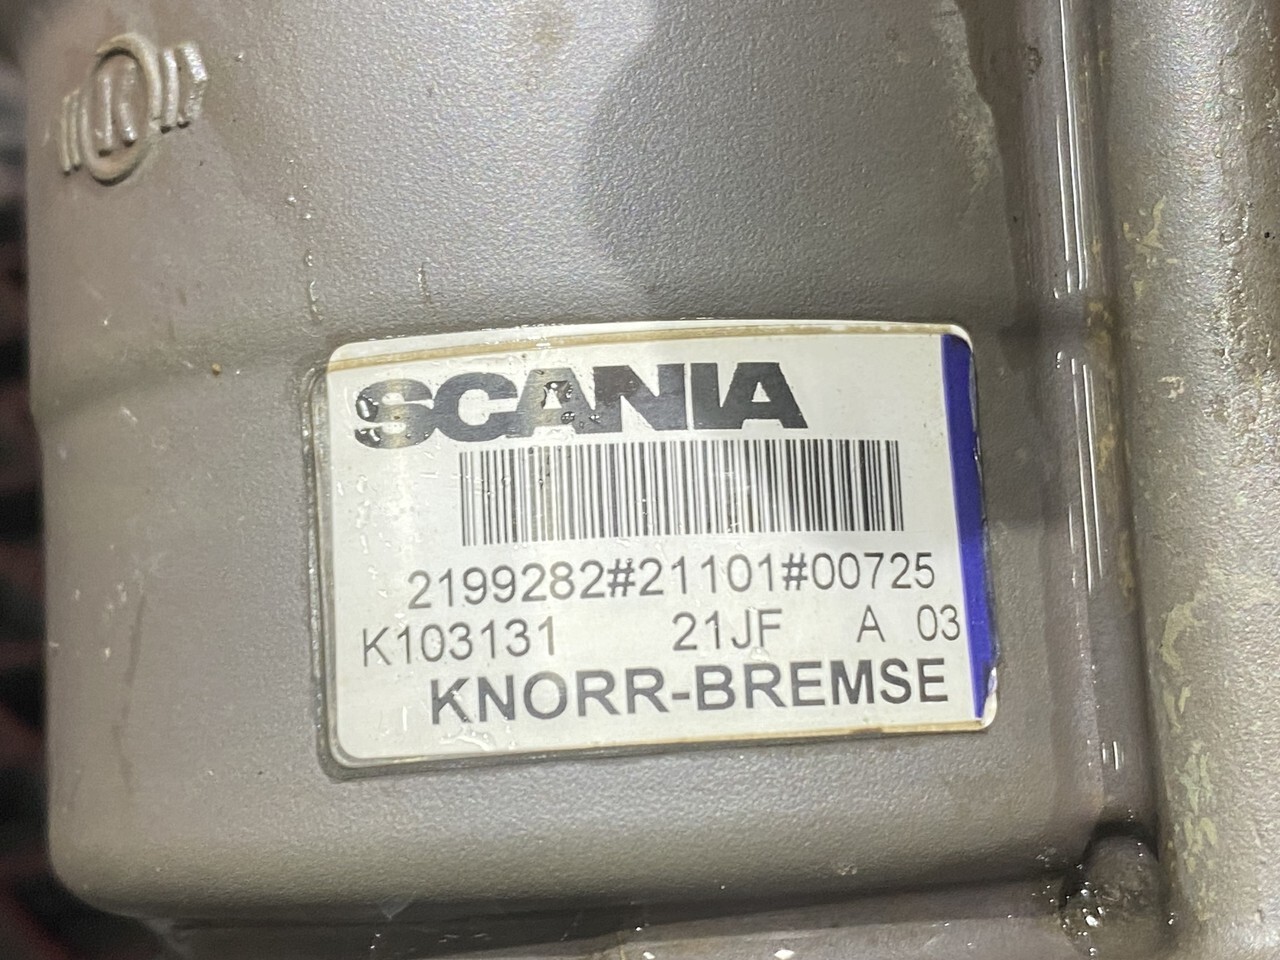 K
SCANIA
2199282#21101#00725
K103131 21JF A 03
KNORR-BREMSE